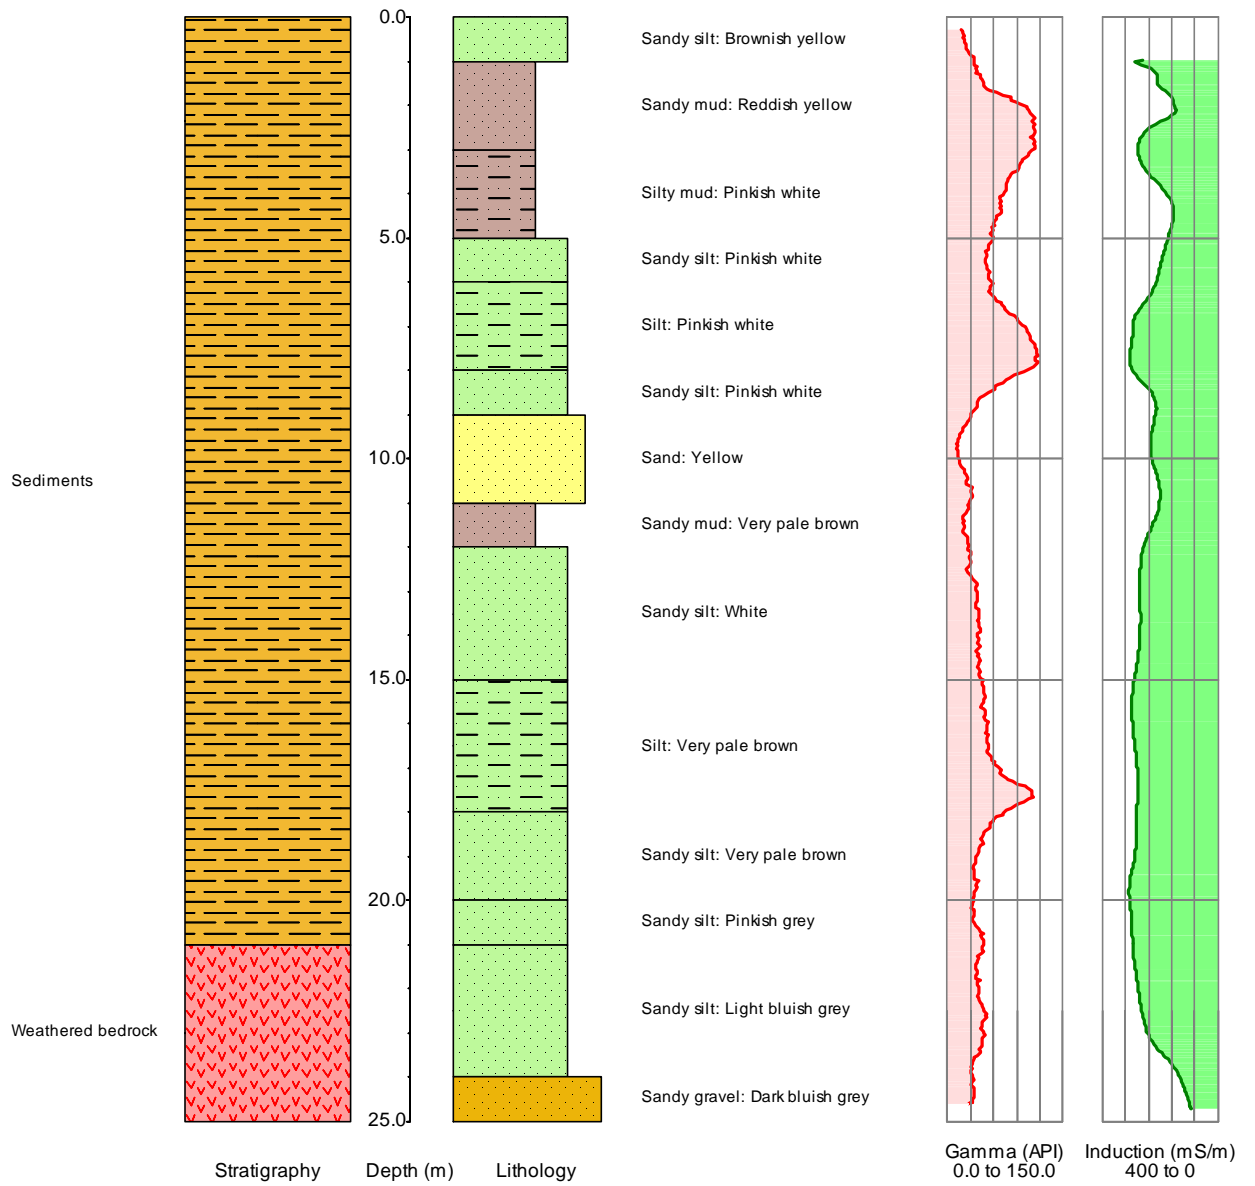 0.0
Sandy silt: Brownish yellow
Sandy mud: Reddish yellow
Silty mud: Pinkish white
5.0
Sandy silt: Pinkish white
Silt: Pinkish white
Sandy silt: Pinkish white
10.0
Sand: Yellow
Sediments
Sandy mud: Very pale brown
Sandy silt: White
15.0
Silt: Very pale brown
Sandy silt: Very pale brown
20.0
Sandy silt: Pinkish grey
Sandy silt: Light bluish grey
Weathered bedrock
Sandy gravel: Dark bluish grey
25.0
Stratigraphy
Depth (m)
Lithology
Gamma (API)
0.0 to 150.0
Induction (mS/m)
400 to 0